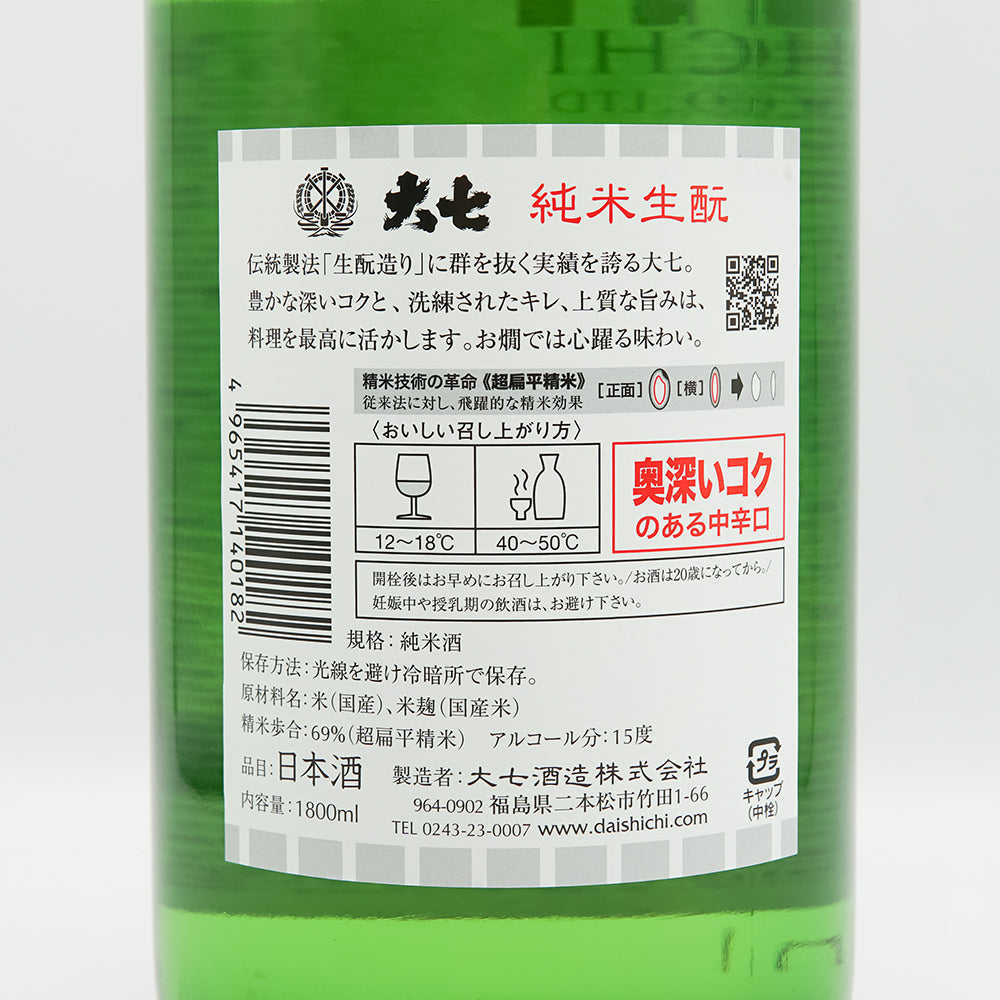 大七 純米生酛
伝統製法「生酛造り」に群を抜く実績を誇る大七。
豊かな深いコクと、洗練されたキレ、上質な旨みは、
料理を最高に活かします。お燗では心躍る味わい。
精米技術の革命《超扁平精米》
従来法に対し、飛躍的な精米効果
[正面] [横]
〈おいしい召し上がり方〉
12〜18℃ 40〜50℃
奥深いコク
のある中辛口
開栓後はお早めにお召し上がり下さい。/お酒は20歳になってから。/
妊娠中や授乳期の飲酒は、お避け下さい。
4965417140182
規格:純米酒
保存方法:光線を避け冷暗所で保存。
原材料名:米(国産)、米麹(国産米)
精米歩合:69%(超扁平精米) アルコール分:15度
品目:日本酒 製造者:大七酒造株式会社
内容量:1800ml 964-0902 福島県二本松市竹田1-66
TEL 0243-23-0007 www.daishichi.com
プラ
キャップ
(中栓)